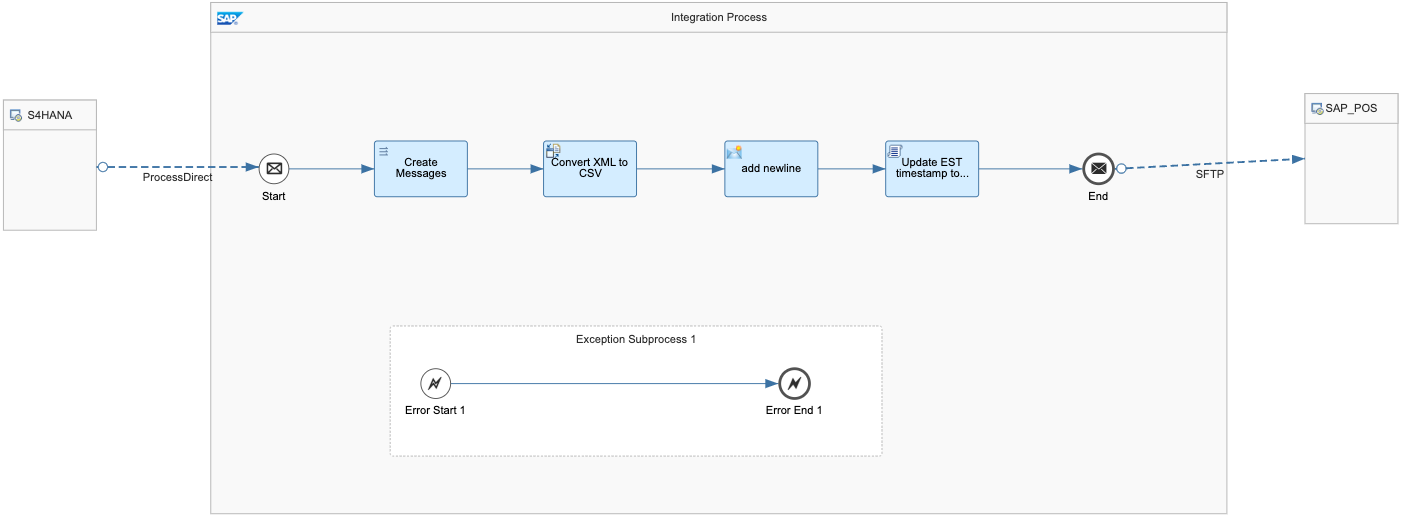 SAP
Integration Process
S4HANA
SAP_POS
ProcessDirect
Start
Create
Messages
Convert XML to
CSV
add newline
Update EST
timestamp to...
End
SFTP
Exception Subprocess 1
Error Start 1
Error End 1